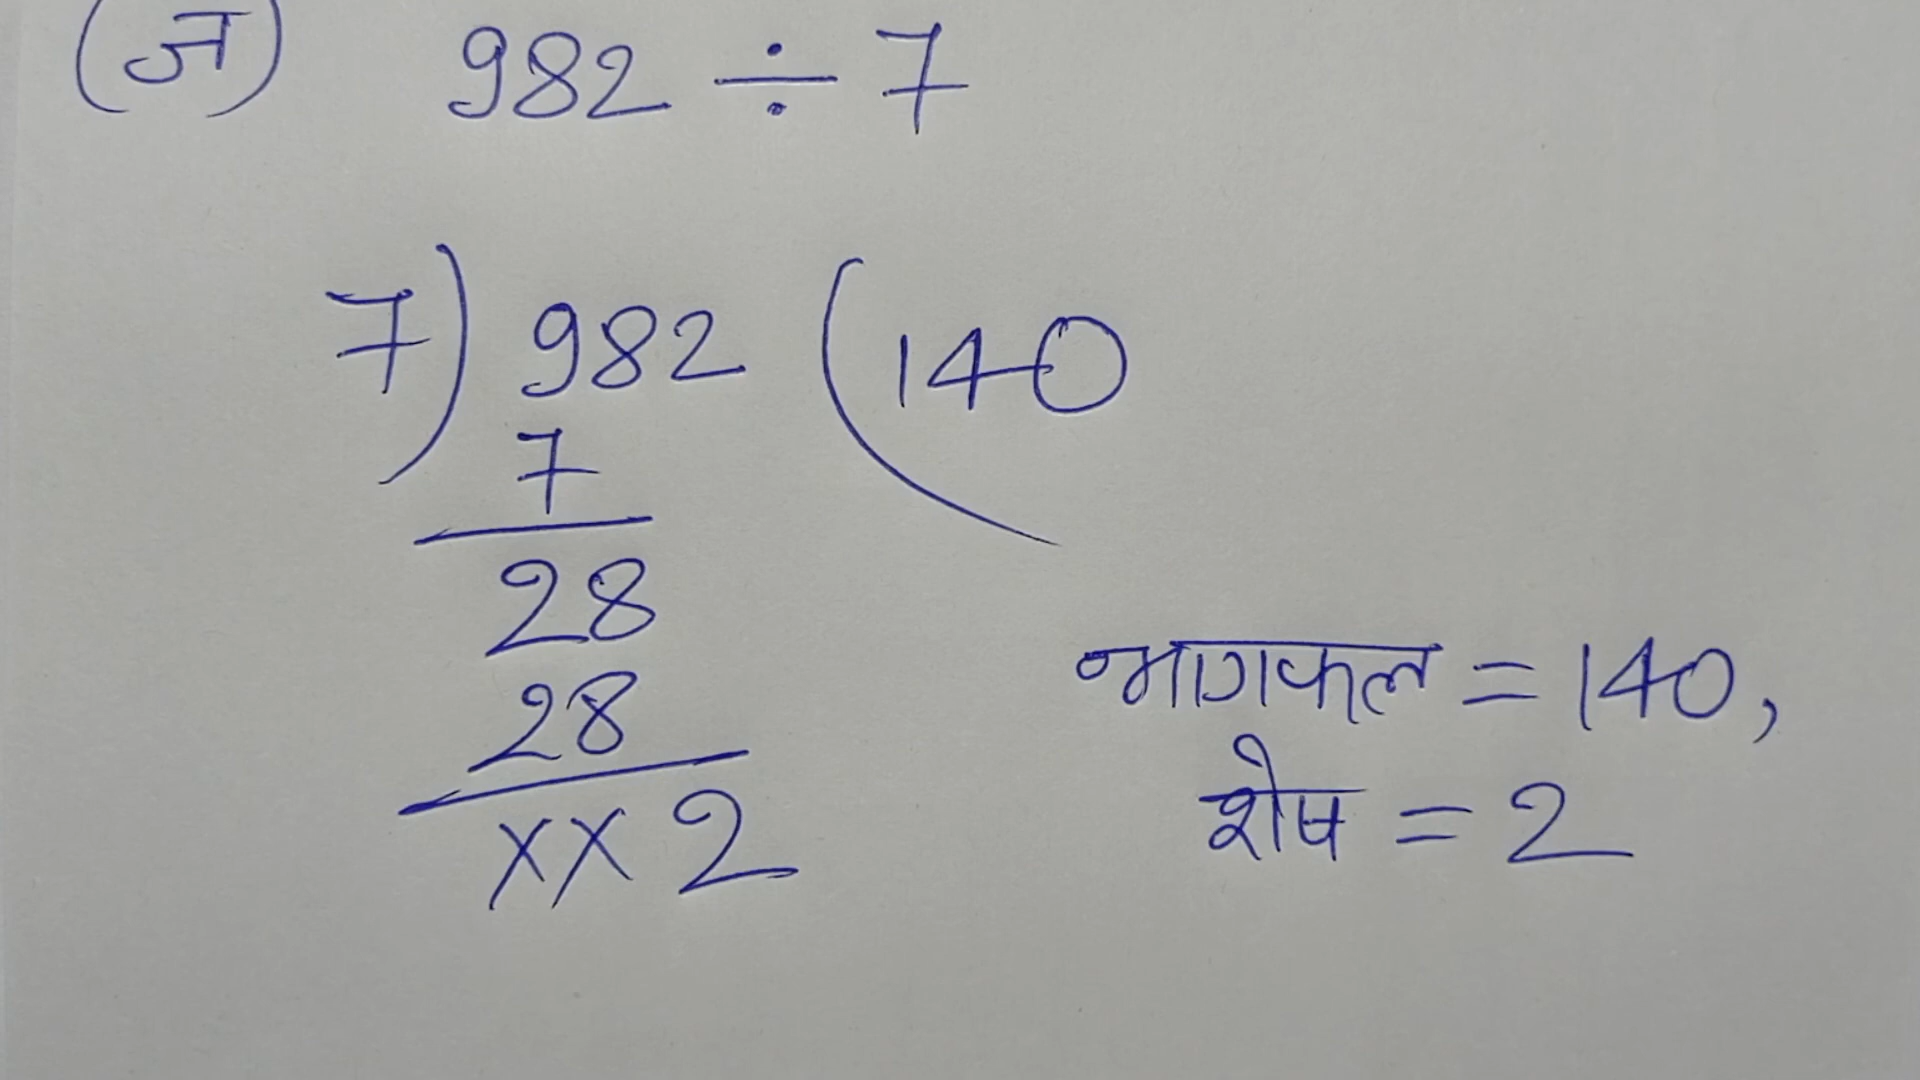 (ज) 982 ÷ 7
7) 982 (140
7
28
28
xx2
भागफल = 140,
शेष = 2